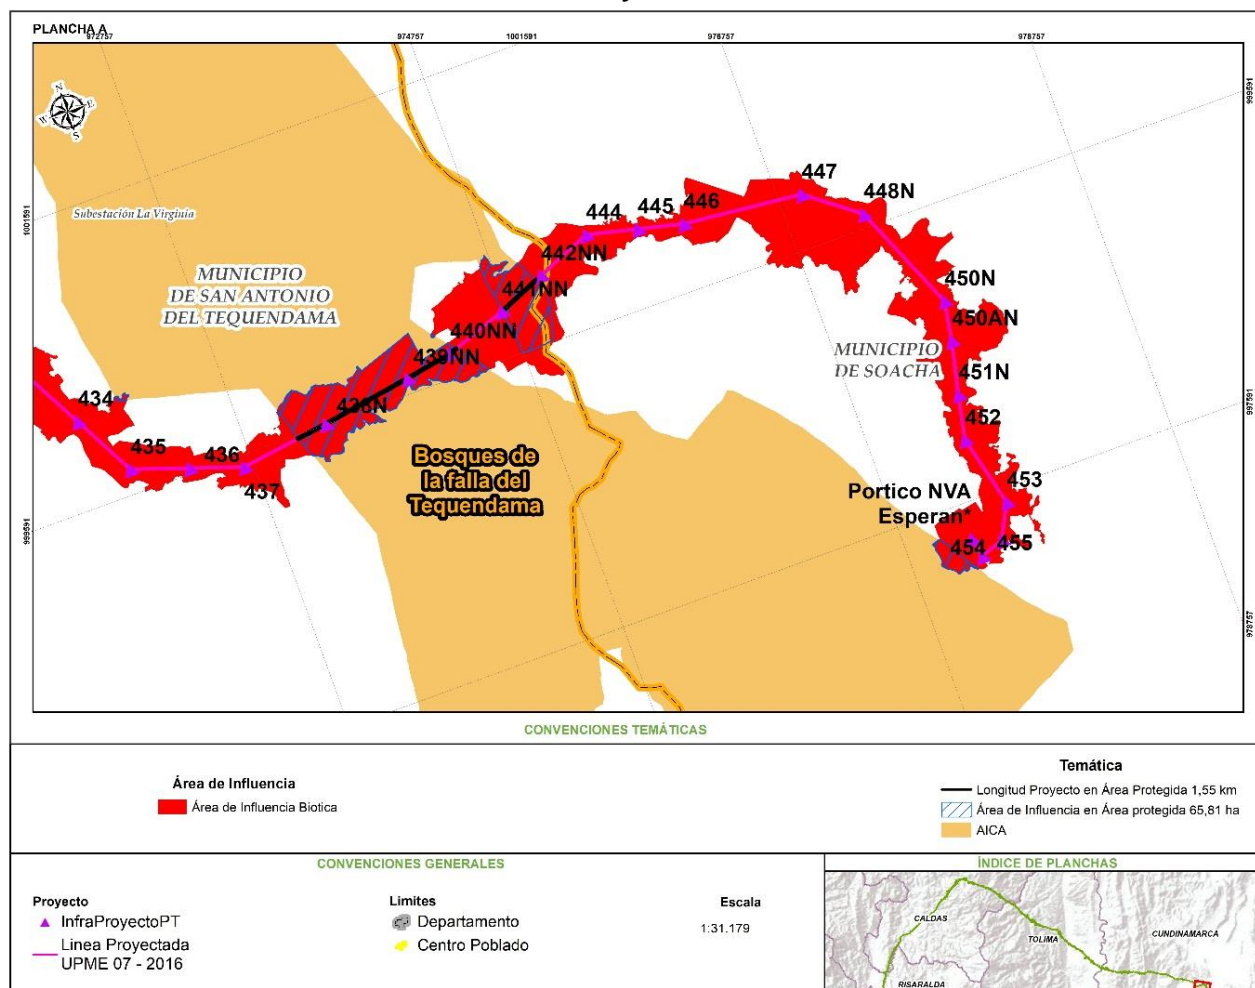 PLANCHA A
972757
974757
1001591
976757
978757
999591
1001591
997591
999591
978757
N
E
W
S
Subestación La Virginia
MUNICIPIO
DE SAN ANTONIO
DEL TEQUENDAMA
MUNICIPIO
DE SOACHA
Bosques de
la falla del
Tequendama
434
435
436
437
438N
439NN
440NN
441NN
442NN
444
445
446
447
448N
450N
450AN
451N
452
453
Portico NVA
Esperan*
454
455
CONVENCIONES TEMÁTICAS
Área de Influencia
Área de Influencia Biotica
Temática
Longitud Proyecto en Área Protegida 1,55 km
Área de Influencia en Área protegida 65,81 ha
AICA
CONVENCIONES GENERALES
Proyecto
InfraProyectoPT
Linea Proyectada
UPME 07 - 2016
Limites
Departamento
Centro Poblado
Escala
1:31.179
ÍNDICE DE PLANCHAS
CALDAS
TOLIMA
CUNDINAMARCA
RISARALDA